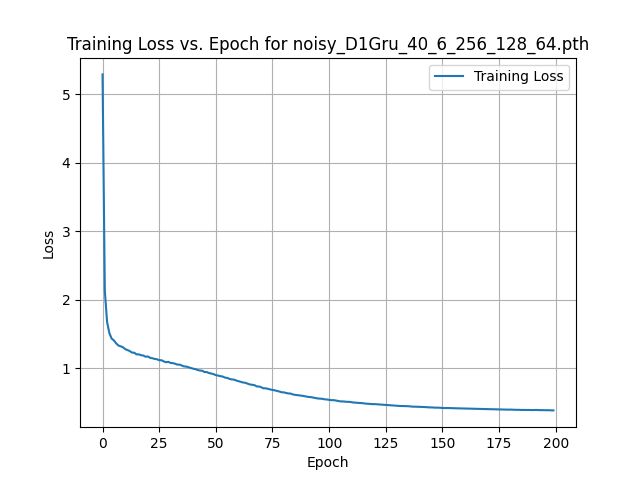 Training Loss vs. Epoch for noisy_D1Gru_40_6_256_128_64.pth
Training Loss
5
4
3
2
1
Loss
0 25 50 75 100 125 150 175 200
Epoch